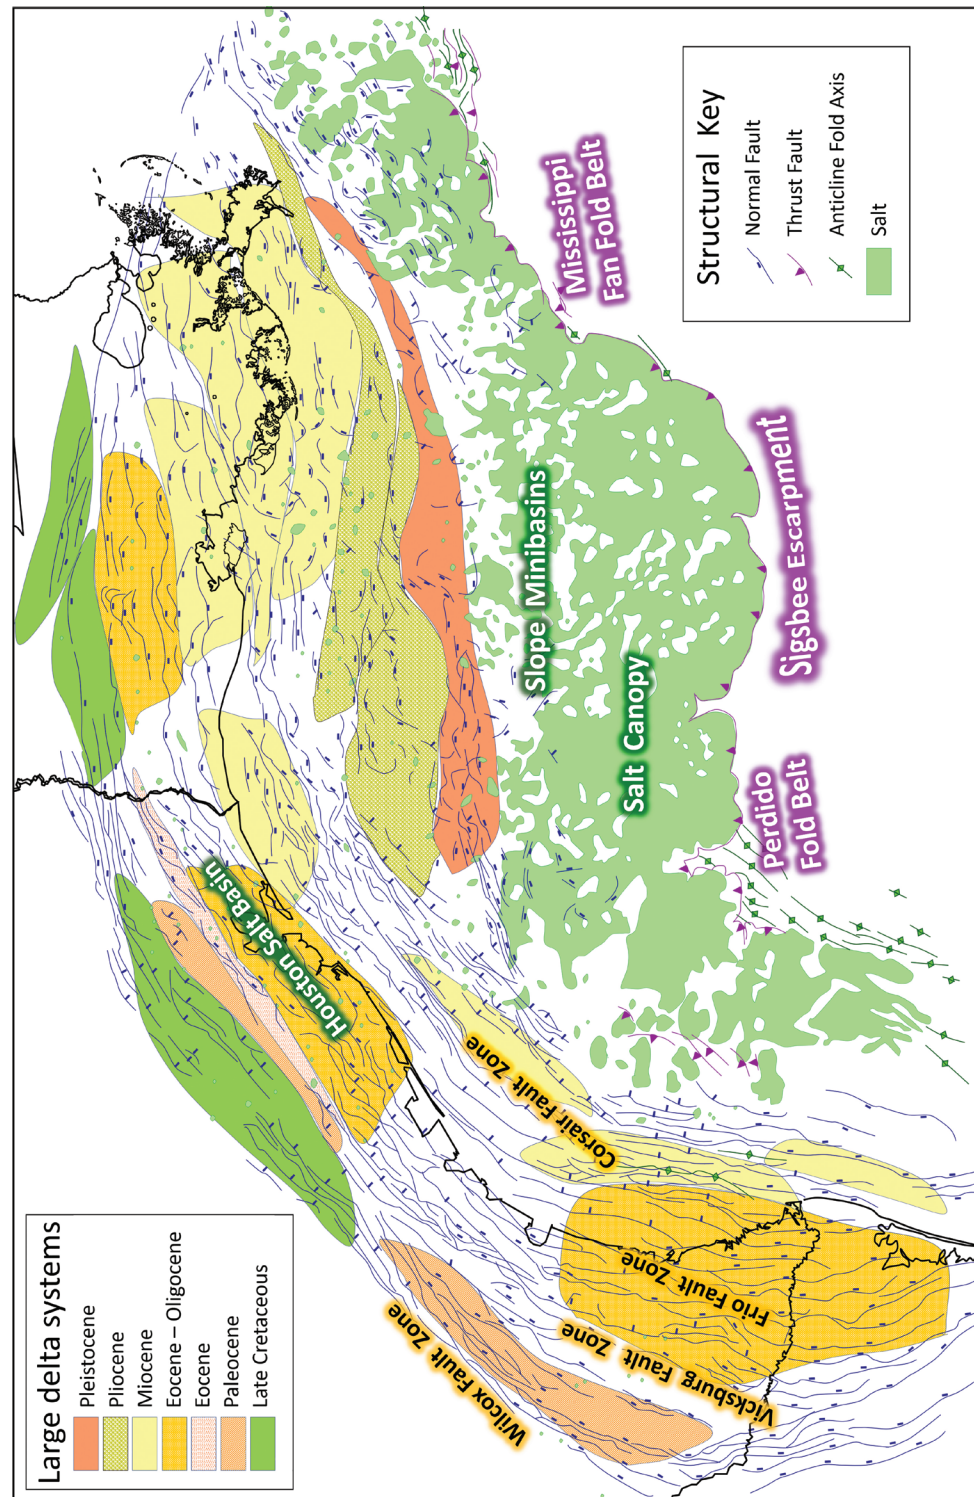 Large delta systems
Pleistocene
Pliocene
Miocene
Eocene – Oligocene
Eocene
Paleocene
Late Cretaceous
Houston Salt Basin
Wilcox Fault Zone
Vicksburg Fault Zone
Frio Fault Zone
Corsair Fault Zone
Slope Minibasins
Salt Canopy
Perdido
Fold Belt
Sigsbee Escarpment
Mississippi
Fan Fold Belt
Structural Key
Normal Fault
Thrust Fault
Anticline Fold Axis
Salt